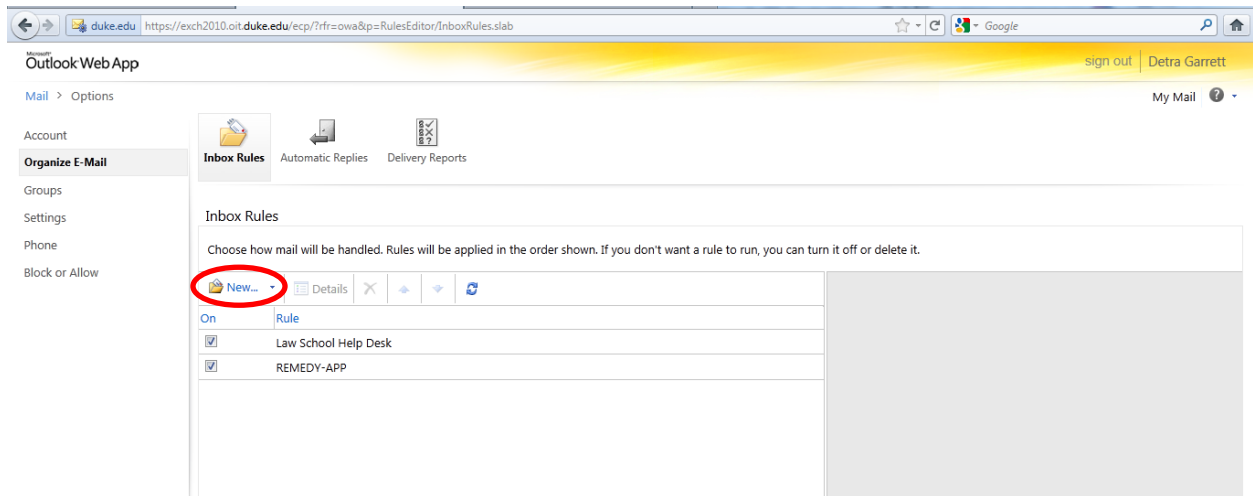 duke.edu https://exch2010.oit.duke.edu/ecp/?rfr=owa&p=RulesEditor/InboxRules.slab Google
Microsoft
Outlook Web App
sign out Detra Garrett
Mail > Options
My Mail
Account
Organize E-Mail
Groups
Settings
Phone
Block or Allow
Inbox Rules Automatic Replies Delivery Reports
Inbox Rules
Choose how mail will be handled. Rules will be applied in the order shown. If you don't want a rule to run, you can turn it off or delete it.
New... Details
On Rule
Law School Help Desk
REMEDY-APP